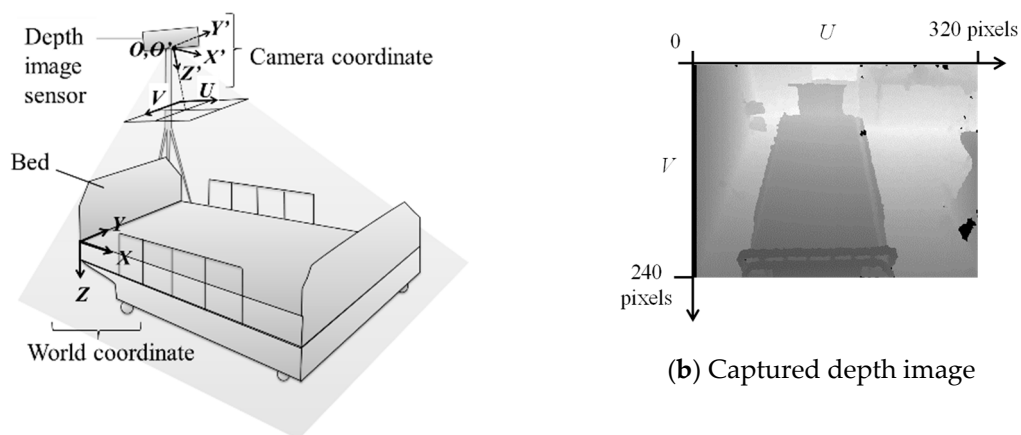 Depth
image
sensor
O,O'
Y'
X'
Z'
Camera coordinate
V
U
Bed
Y
X
Z
World coordinate
0
U
320 pixels
V
240
pixels
(b) Captured depth image